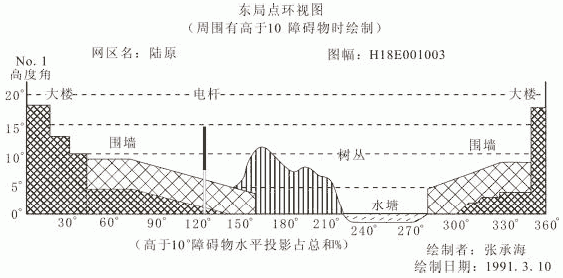 东局点环视图
(周围有高于10 障碍物时绘制)
网区名：陆原 图幅：H18E001003
No. 1
高度角
大楼 电杆 大楼
20°
15°
围墙 围墙
10°
树丛
5°
水塘
0°
30° 60° 90° 120° 150° 180° 210° 240° 270° 300° 330° 360°
(高于10°障碍物水平投影占总和%)
绘制者：张承海
绘制日期：1991. 3. 10